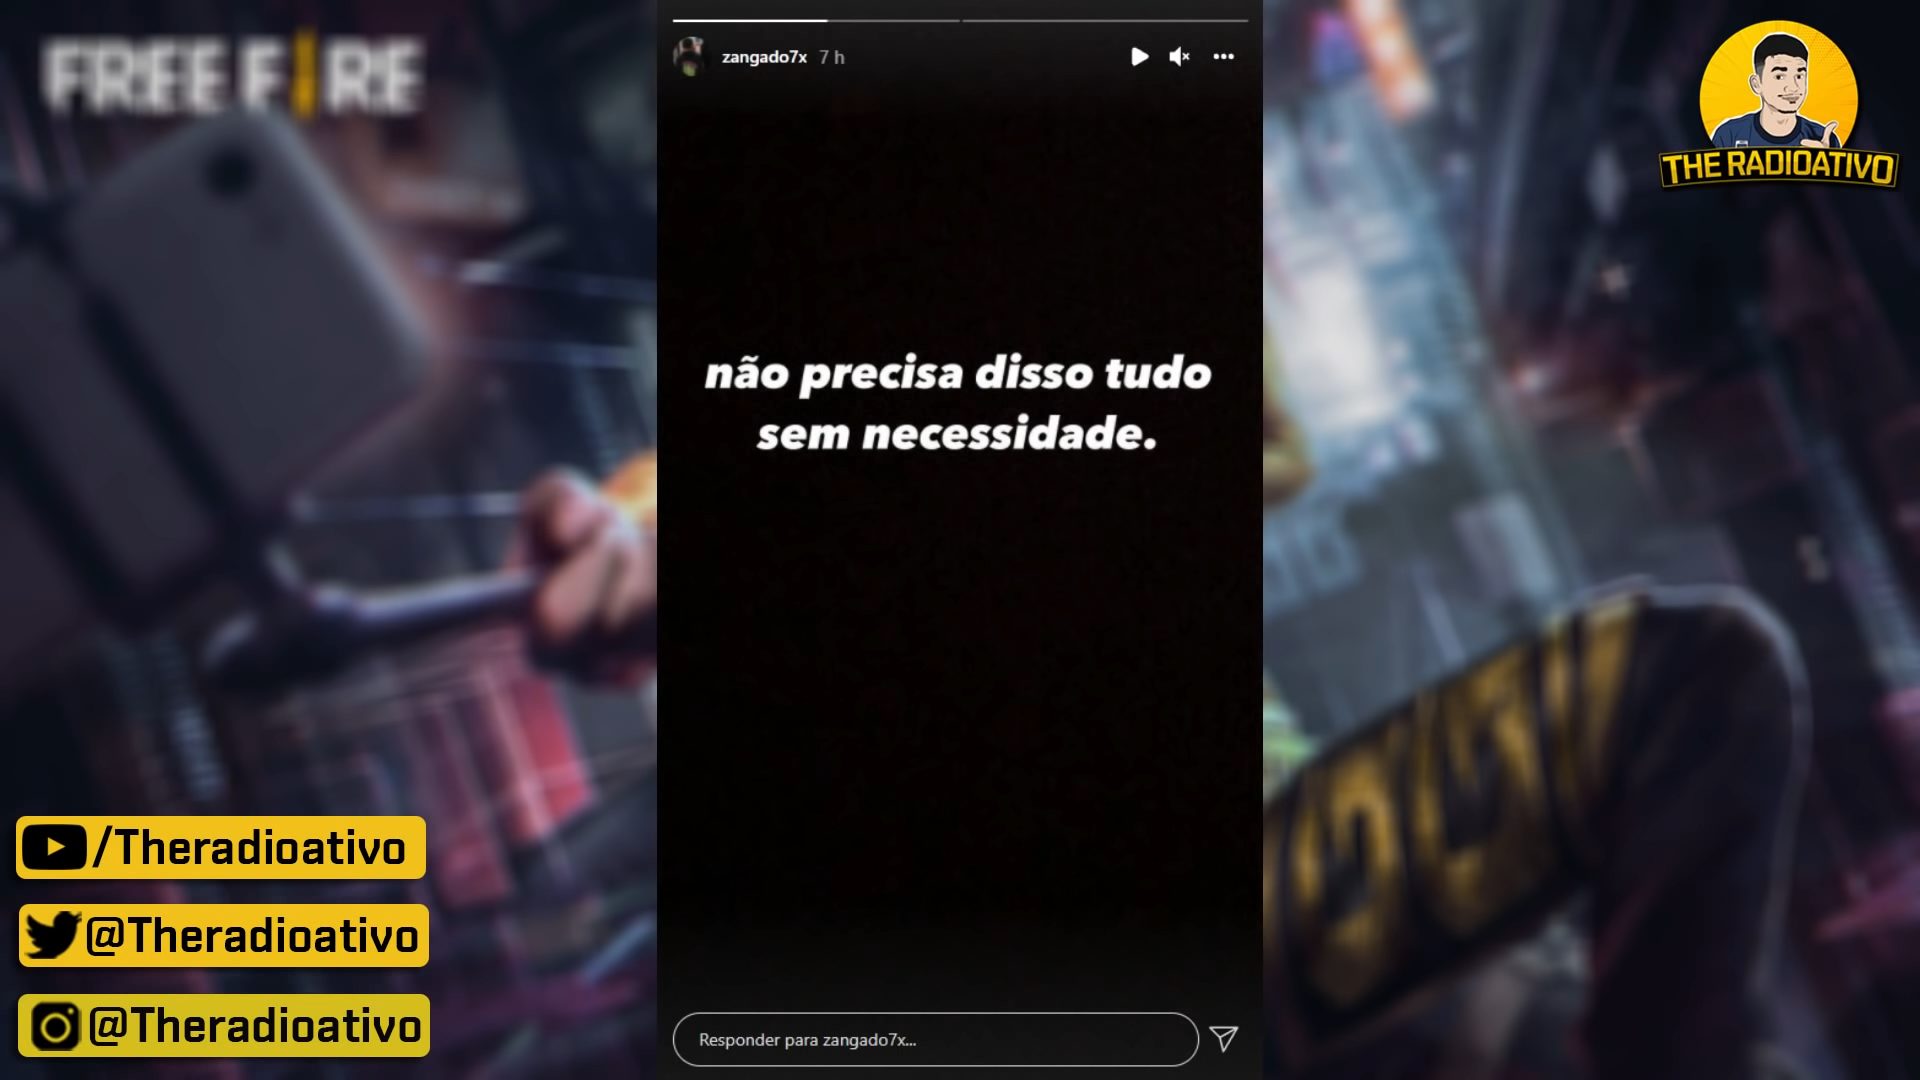 FREE FIRE
zangado7x 7 h
THE RADIOATIVO
não precisa disso tudo
sem necessidade.
/Theradioativo
@Theradioativo
@Theradioativo
Responder para zangado7x...